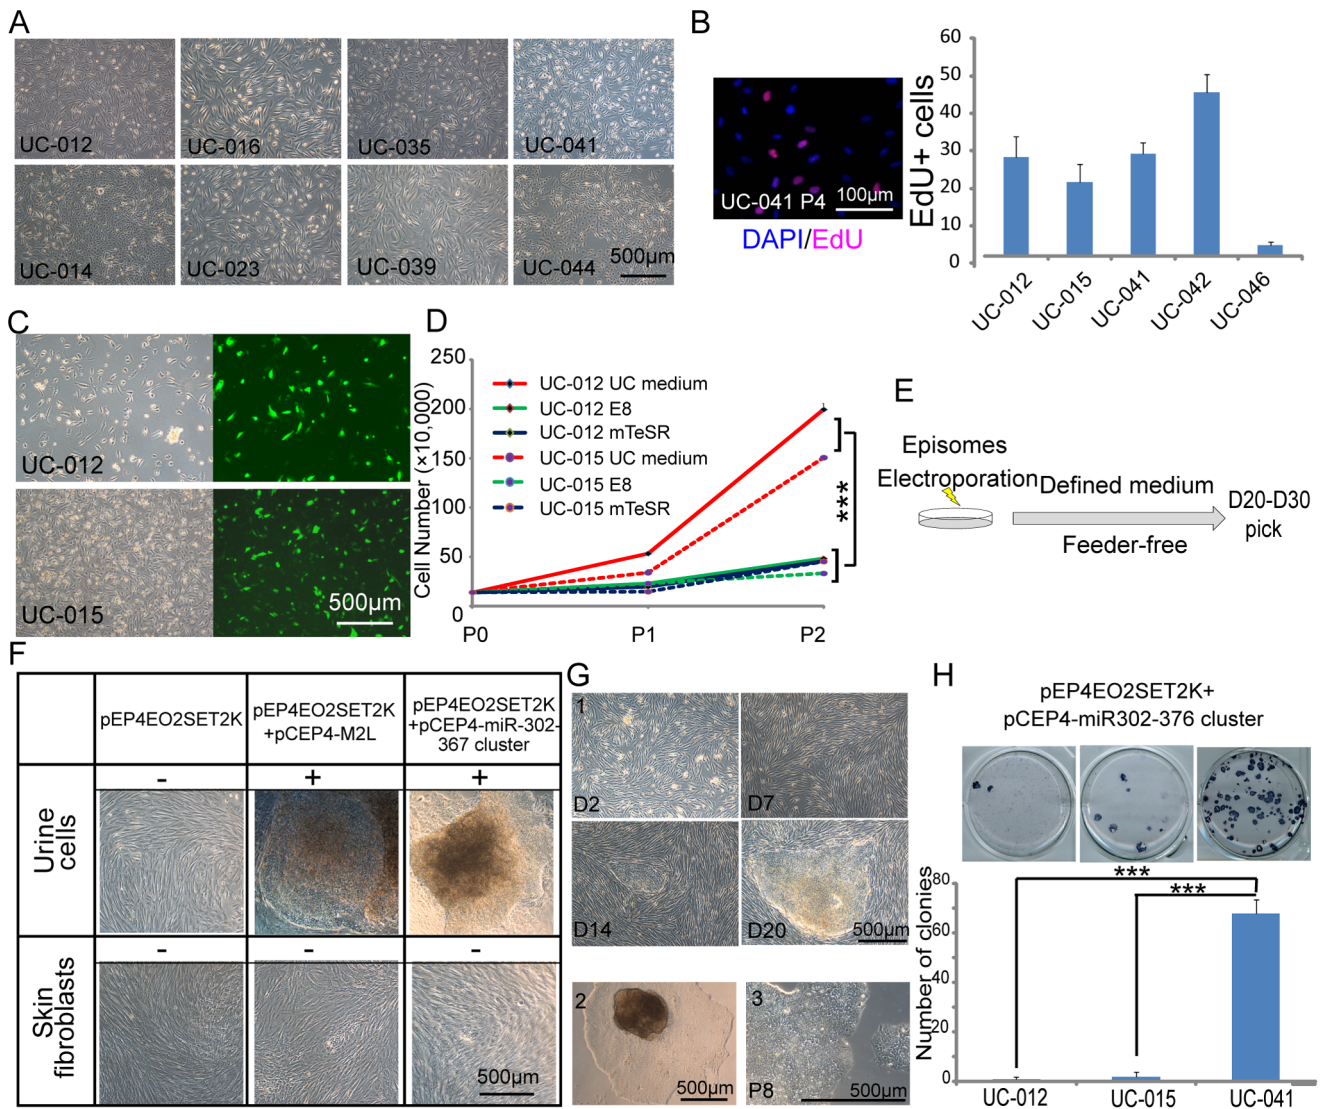 A
UC-012
UC-016
UC-035
UC-041
UC-014
UC-023
UC-039
UC-044
500µm
B
UC-041 P4
100µm
DAPI/EdU
EdU+ cells
60
50
40
30
20
10
0
UC-012
UC-015
UC-041
UC-042
UC-046
C
UC-012
UC-015
500µm
D
Cell Number (×10,000)
250
200
150
100
50
0
UC-012 UC medium
UC-012 E8
UC-012 mTeSR
UC-015 UC medium
UC-015 E8
UC-015 mTeSR
***
P0
P1
P2
E
Episomes
Electroporation
Defined medium
Feeder-free
D20-D30
pick
F
pEP4EO2SET2K
pEP4EO2SET2K
+pCEP4-M2L
pEP4EO2SET2K
+pCEP4-miR-302-
367 cluster
Urine
cells
-
+
+
Skin
fibroblasts
-
-
-
500µm
G
1
D2
D7
D14
D20
500µm
2
500µm
3
P8
500µm
H
pEP4EO2SET2K+
pCEP4-miR302-376 cluster
Number of clonies
80
60
40
20
0
***
***
UC-012
UC-015
UC-041